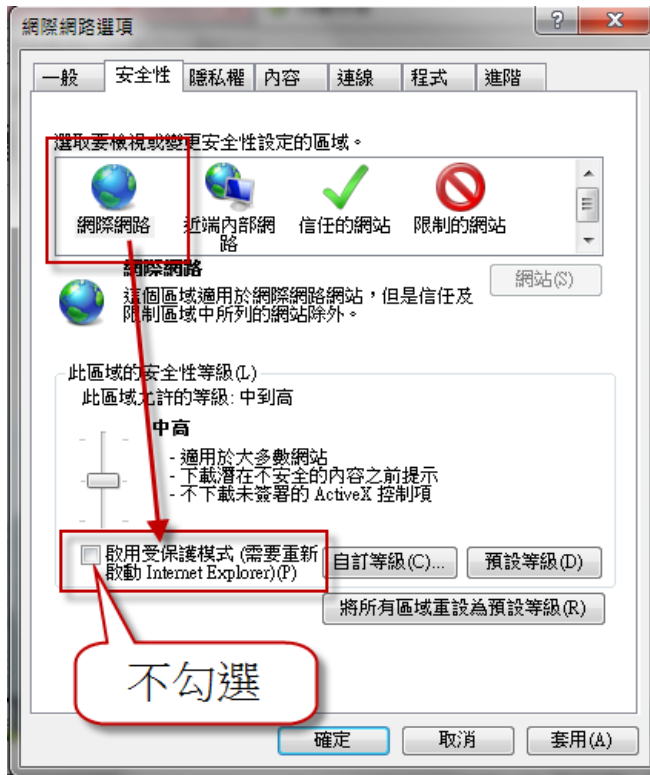 網際網路選項
一般 安全性 隱私權 內容 連線 程式 進階
選取要檢視或變更安全性設定的區域。
網際網路 近端內部網路 信任的網站 限制的網站
網際網路
這個區域適用於網際網路網站，但是信任及
限制區域中所列的網站除外。
網站(S)
此區域的安全性等級(L)
此區域允許的等級: 中到高
中高
- 適用於大多數網站
- 下載潛在不安全的內容之前提示
- 不下載未簽署的 ActiveX 控制項
啟用受保護模式 (需要重新
啟動 Internet Explorer)(P)
自訂等級(C)... 預設等級(D)
將所有區域重設為預設等級(R)
不勾選
確定 取消 套用(A)